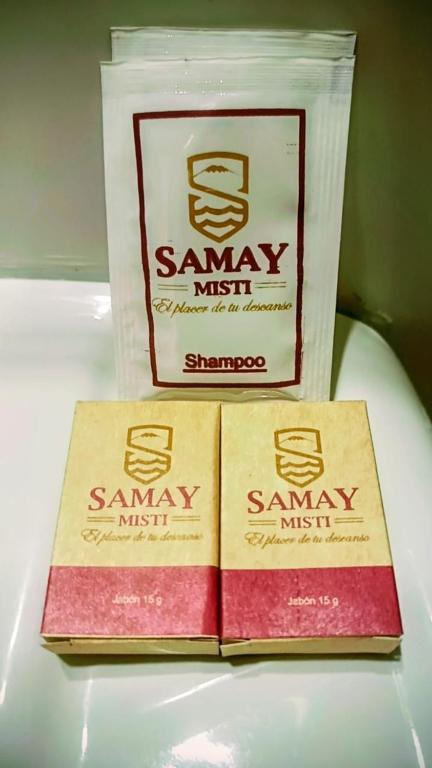 SAMAY
MISTI
El placer de tu descanso
Shampoo
SAMAY
MISTI
El placer de tu descanso
Jabón 15 g
SAMAY
MISTI
El placer de tu descanso
Jabón 15 g